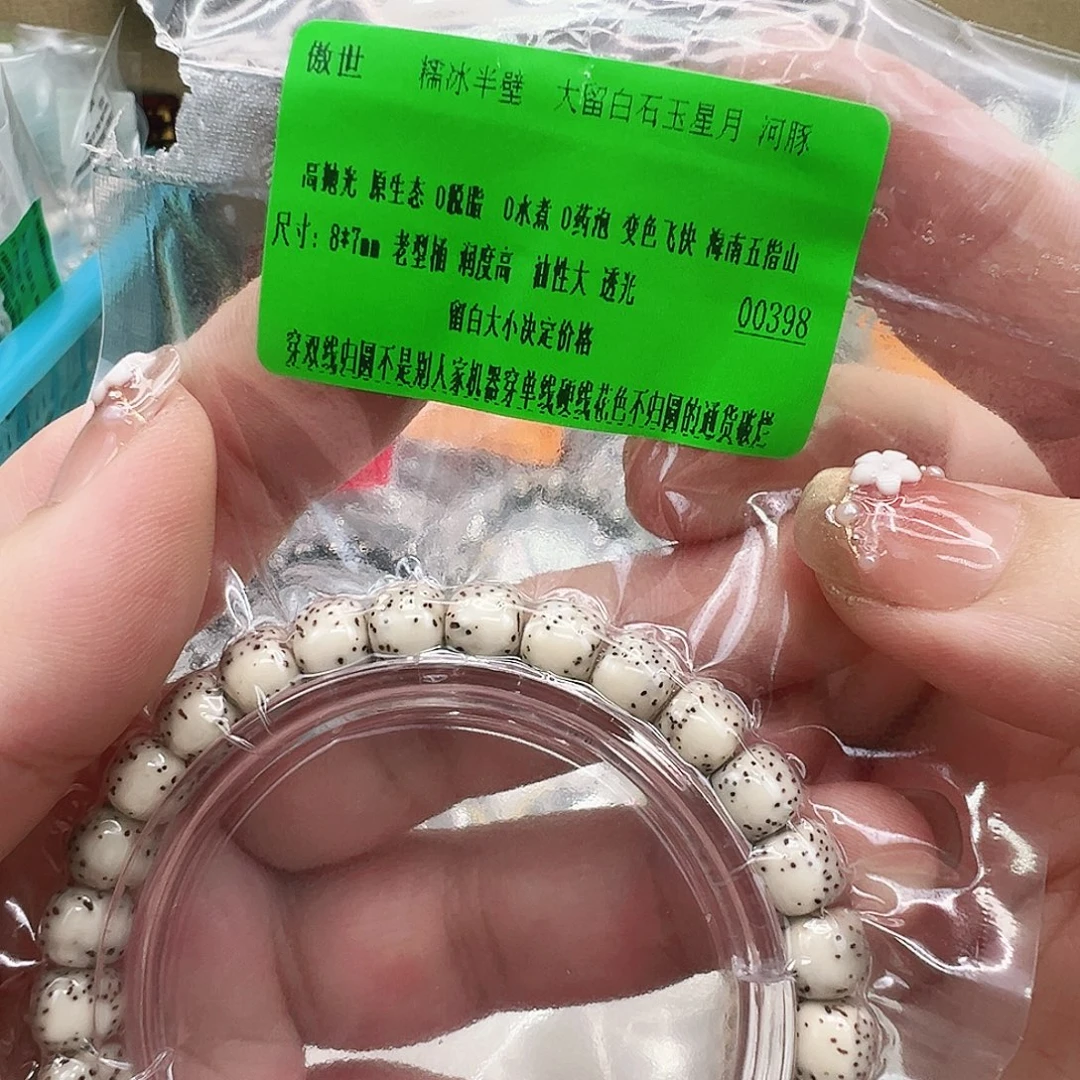 傲世 糯冰半壁 大留白石玉星月 河豚
高抛光 原生态 0脱脂 0水煮 0药泡 变色飞快 海南五指山
尺寸: 8*7mm 老型桶 润度高 油性大 透光
00398
留白大小决定价格
穿双线归圆不是别人家机器穿单线硬线花色不归圆的通货破烂